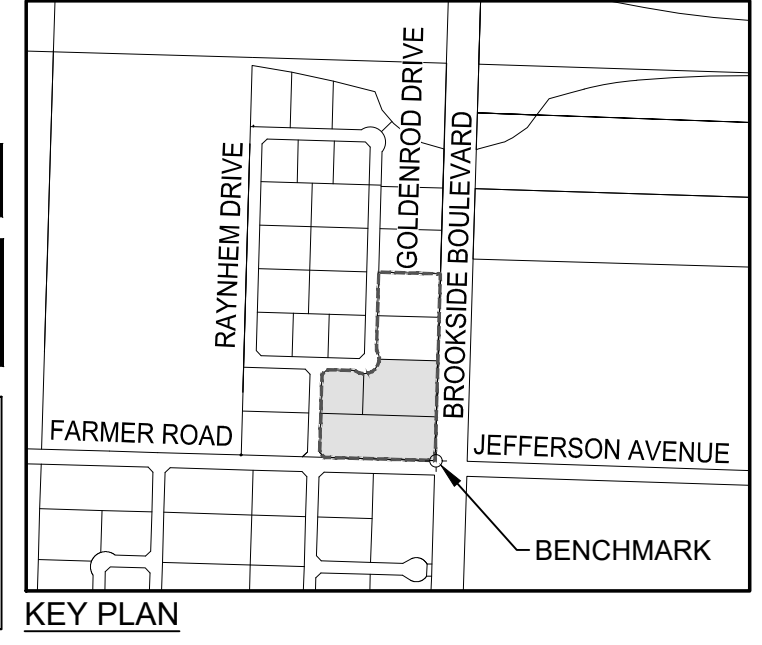 GOLDENROD DRIVE
RAYNHEM DRIVE
BROOKSIDE BOULEVARD
FARMER ROAD
JEFFERSON AVENUE
BENCHMARK
KEY PLAN